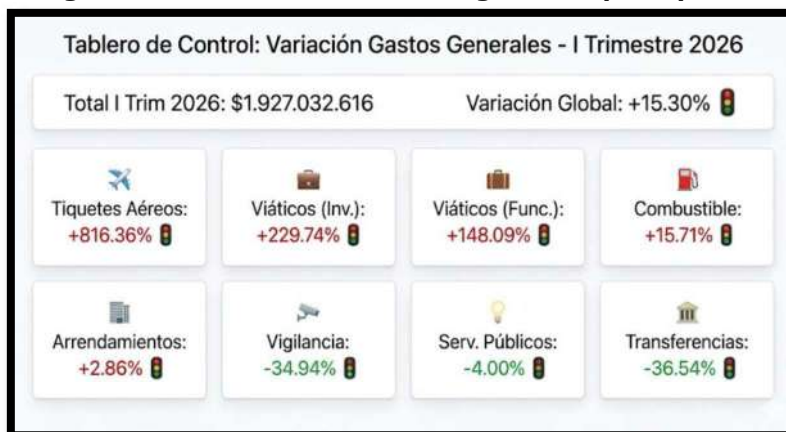 Tablero de Control: Variación Gastos Generales - I Trimestre 2026
Total I Trim 2026: $1.927.032.616
Variación Global: +15.30%
Tiquetes Aéreos:
+816.36%
Viáticos (Inv.):
+229.74%
Viáticos (Func.):
+148.09%
Combustible:
+15.71%
Arrendamientos:
+2.86%
Vigilancia:
-34.94%
Serv. Públicos:
-4.00%
Transferencias:
-36.54%